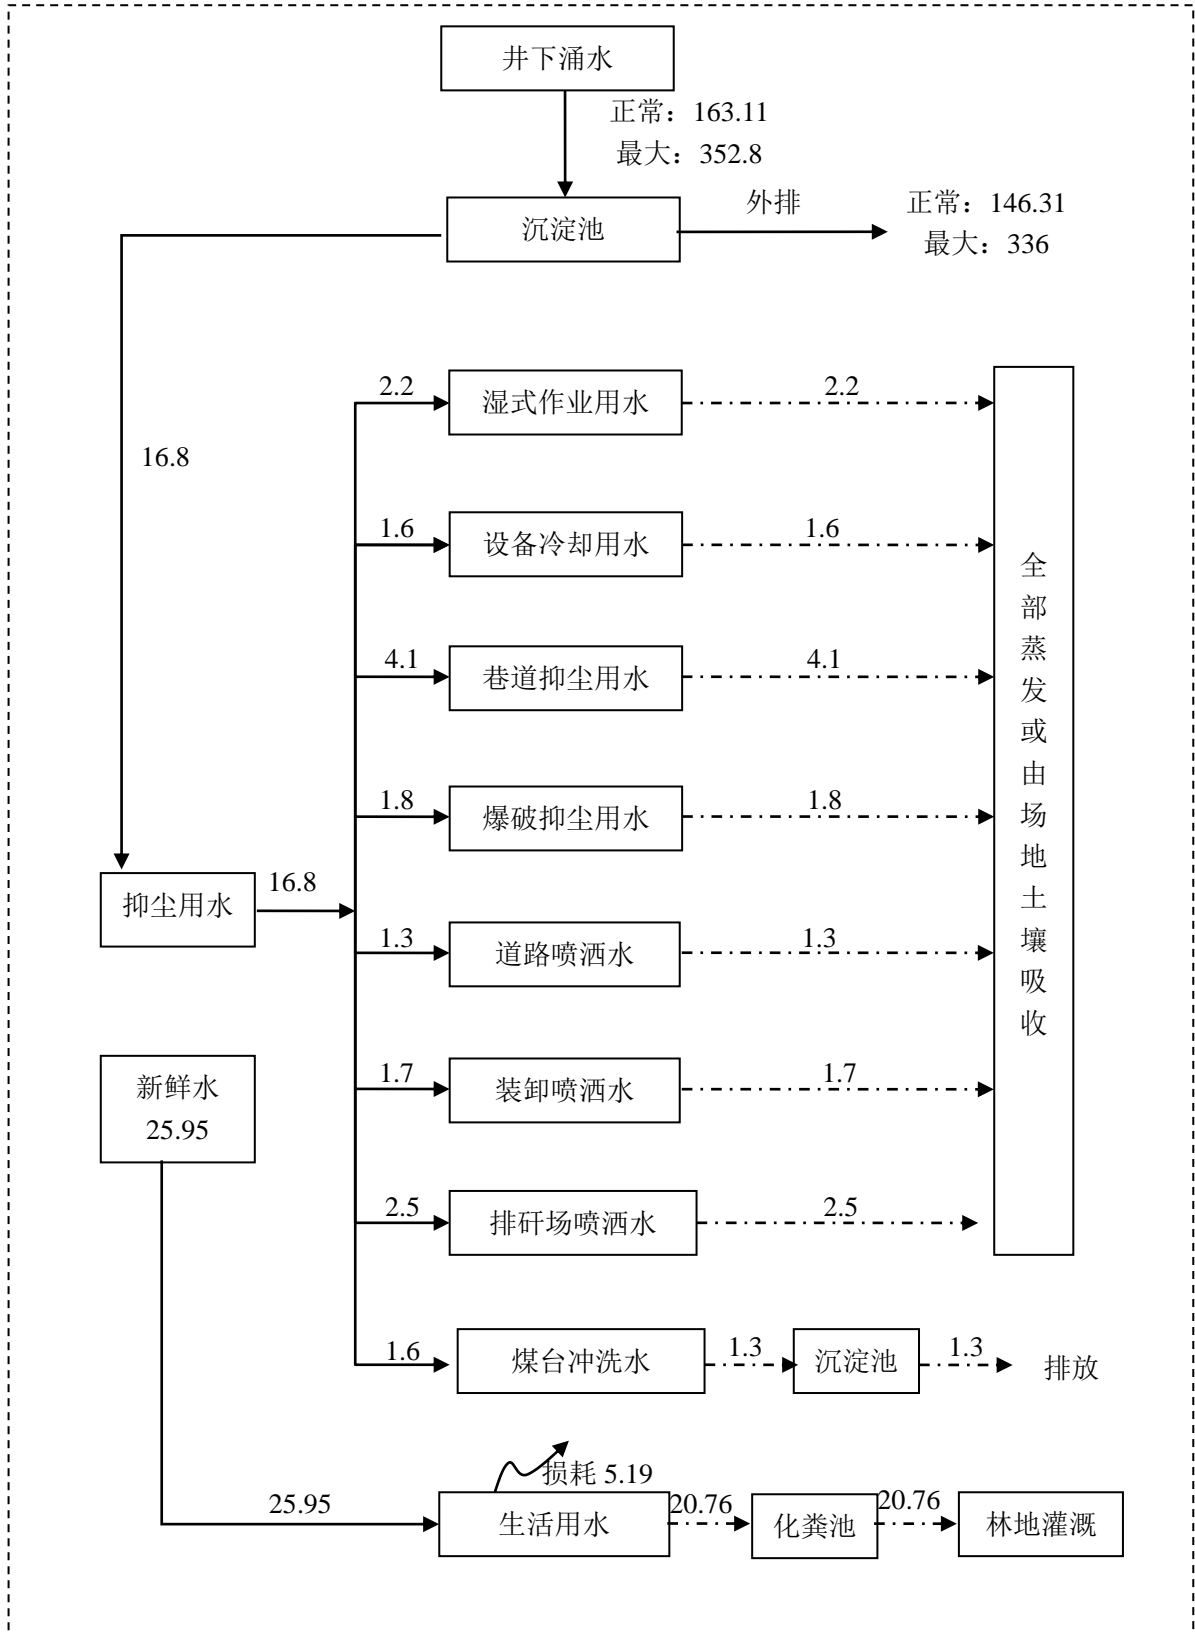 井下涌水
正常：163.11
最大：352.8
沉淀池
外排
正常：146.31
最大：336
16.8
2.2
湿式作业用水
2.2
1.6
设备冷却用水
1.6
4.1
巷道抑尘用水
4.1
1.8
爆破抑尘用水
1.8
抑尘用水
16.8
1.3
道路喷洒水
1.3
1.7
装卸喷洒水
1.7
2.5
排矸场喷洒水
2.5
全部蒸发或由场地土壤吸收
1.6
煤台冲洗水
1.3
沉淀池
1.3
排放
新鲜水
25.95
25.95
损耗 5.19
生活用水
20.76
化粪池
20.76
林地灌溉